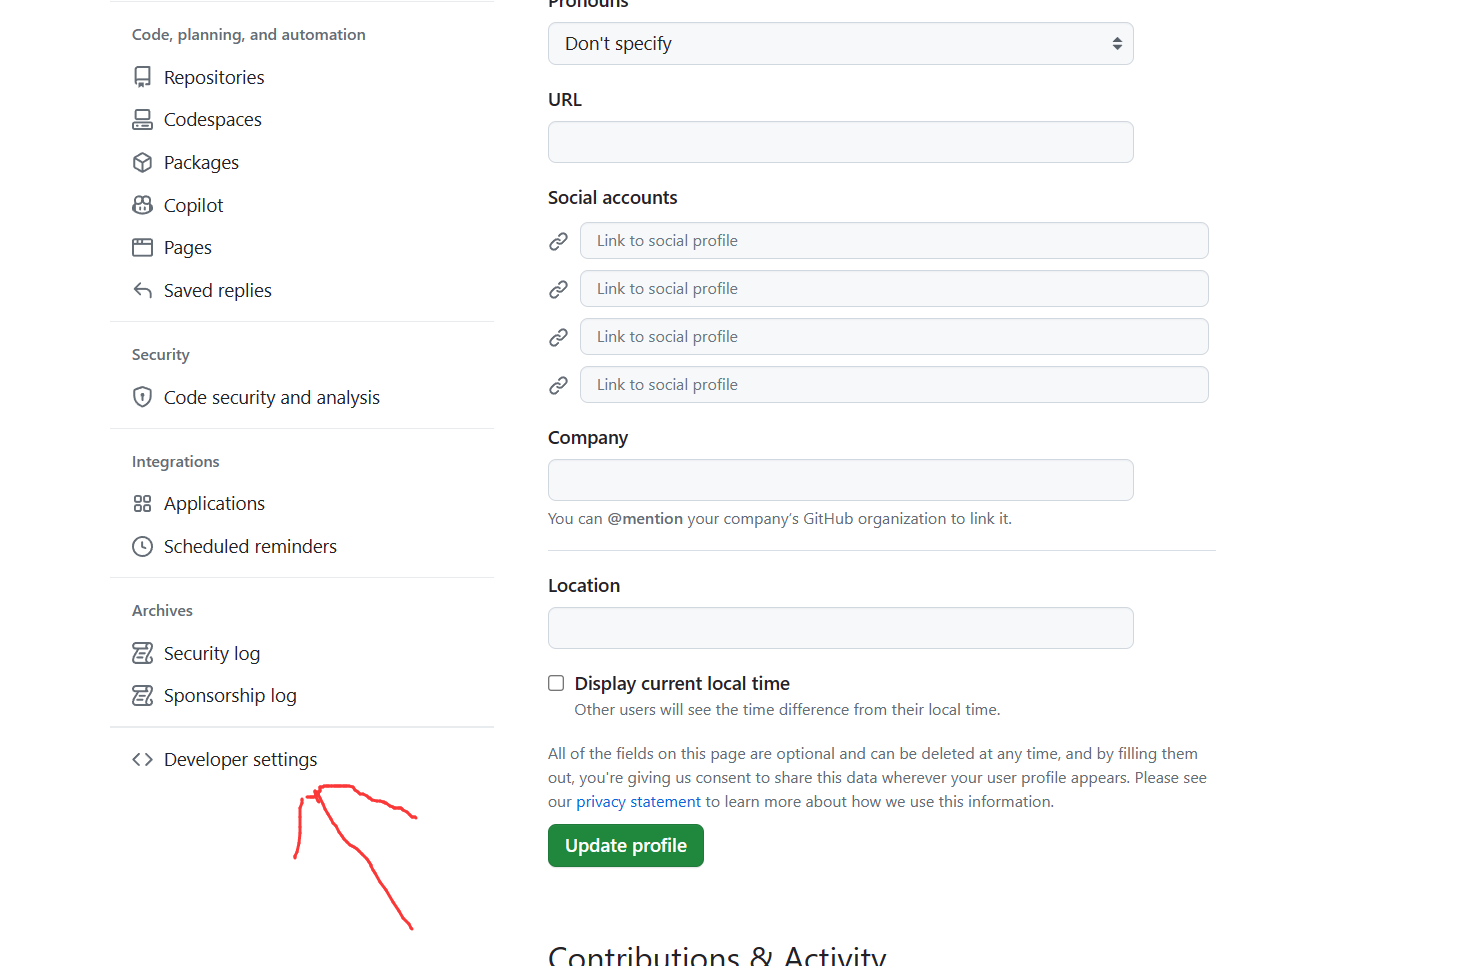 Code, planning, and automation
Repositories
Codespaces
Packages
Copilot
Pages
Saved replies
Security
Code security and analysis
Integrations
Applications
Scheduled reminders
Archives
Security log
Sponsorship log
Developer settings
Pronouns
Don't specify
URL
Social accounts
Link to social profile
Link to social profile
Link to social profile
Link to social profile
Company
You can @mention your company’s GitHub organization to link it.
Location
Display current local time
Other users will see the time difference from their local time.
All of the fields on this page are optional and can be deleted at any time, and by filling them
out, you're giving us consent to share this data wherever your user profile appears. Please see
our privacy statement to learn more about how we use this information.
Update profile
Contributions & Activity